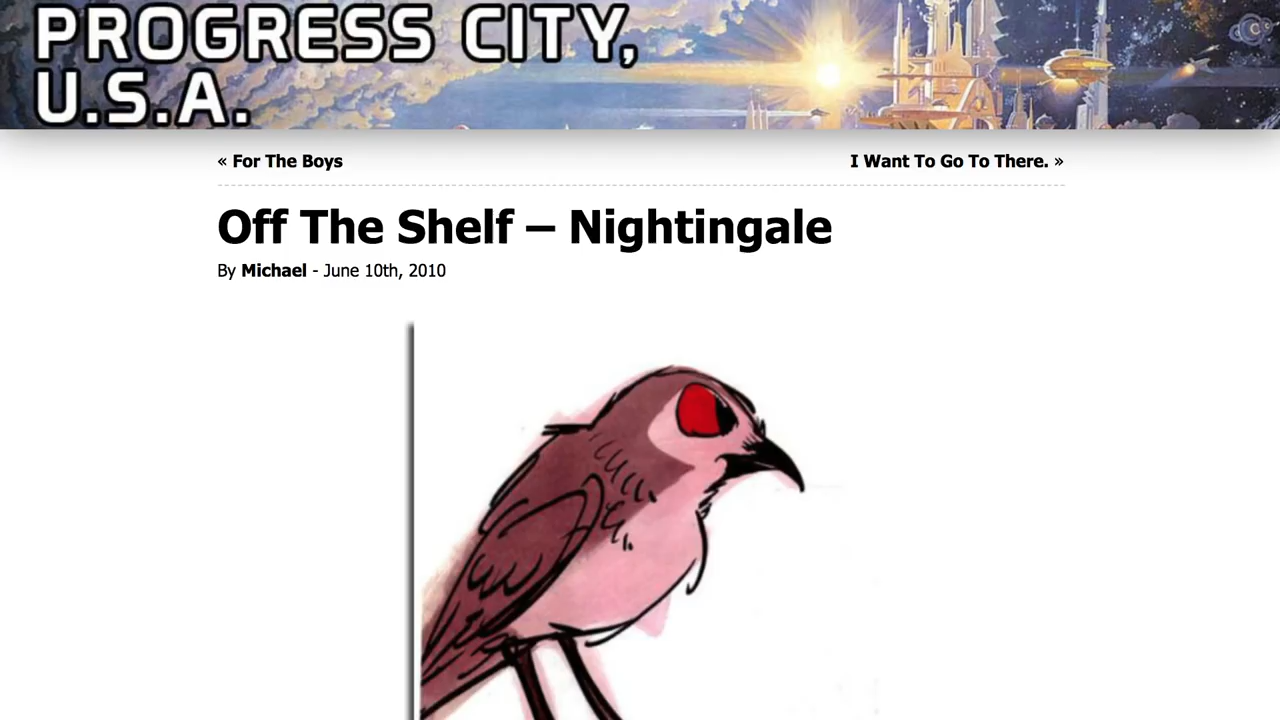 PROGRESS CITY,
U.S.A.
« For The Boys
I Want To Go To There. »
Off The Shelf – Nightingale
By Michael - June 10th, 2010